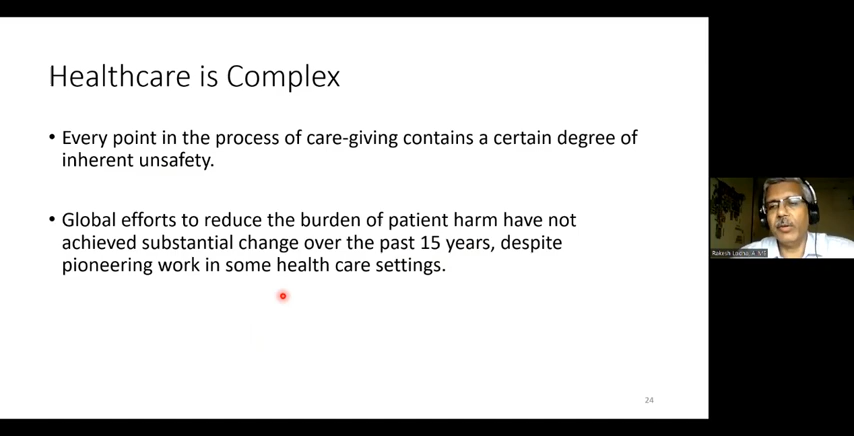 Healthcare is Complex
• Every point in the process of care-giving contains a certain degree of
inherent unsafety.
• Global efforts to reduce the burden of patient harm have not
achieved substantial change over the past 15 years, despite
pioneering work in some health care settings.
Rakesh
24